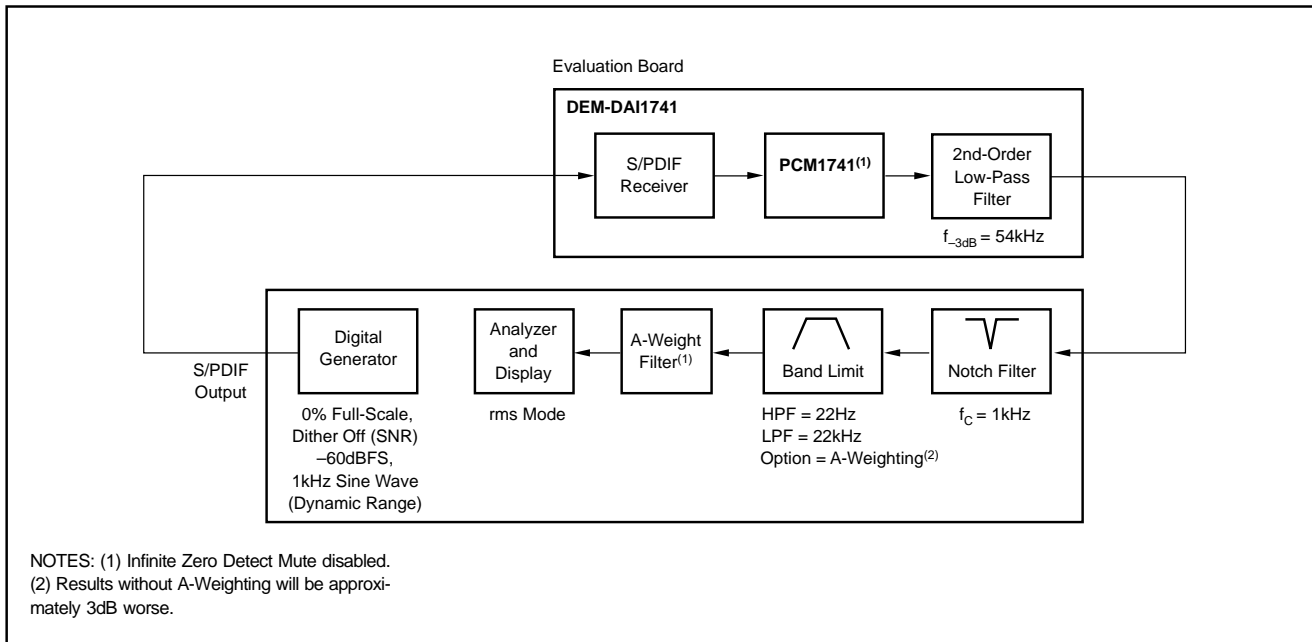 Evaluation Board
DEM-DAI1741
S/PDIF
Receiver
PCM1741(1)
2nd-Order
Low-Pass
Filter
f–3dB = 54kHz
S/PDIF
Output
Digital
Generator
0% Full-Scale,
Dither Off (SNR)
–60dBFS,
1kHz Sine Wave
(Dynamic Range)
Analyzer
and
Display
rms Mode
A-Weight
Filter(1)
Band Limit
HPF = 22Hz
LPF = 22kHz
Option = A-Weighting(2)
Notch Filter
fC = 1kHz
NOTES: (1) Infinite Zero Detect Mute disabled.
(2) Results without A-Weighting will be approxi-
mately 3dB worse.